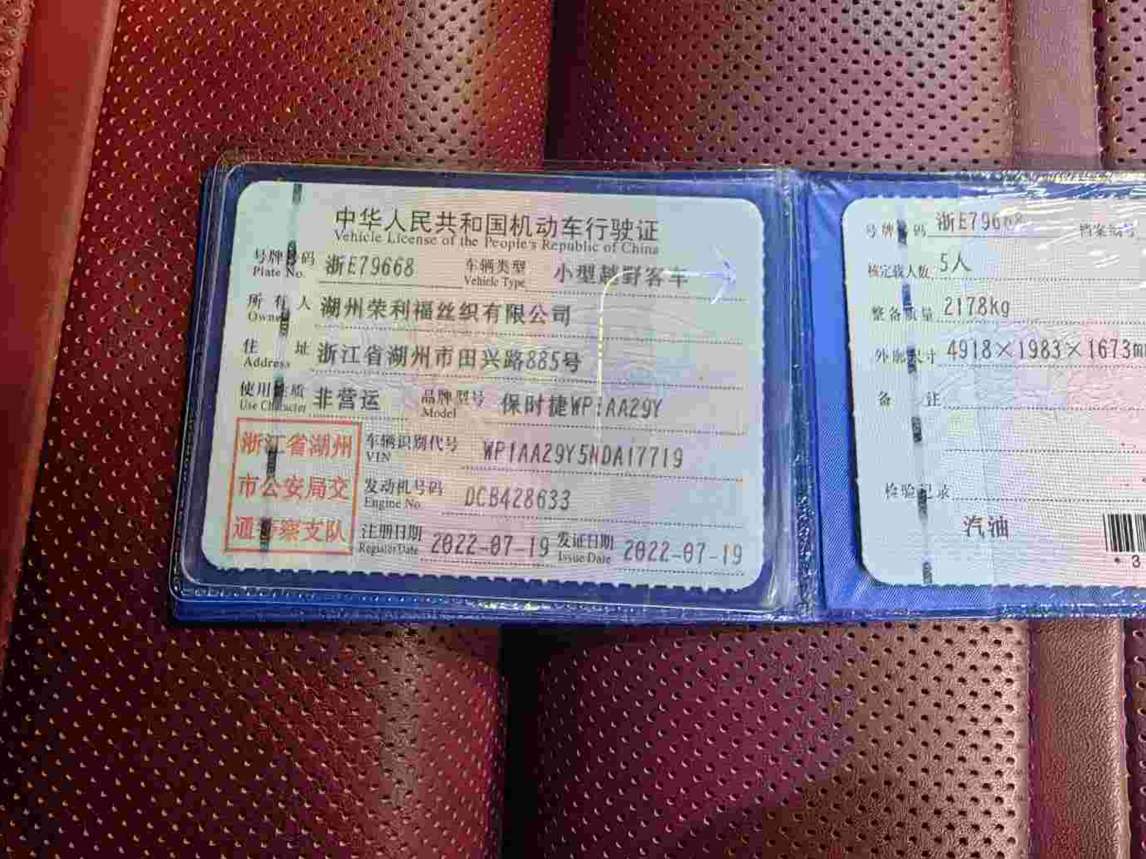 中华人民共和国机动车行驶证
Vehicle License of the People's Republic of China
号牌号码 浙E79668 车辆类型 小型越野客车
Plate No. Vehicle Type
所有人 湖州荣利福丝织有限公司
Owner
住址 浙江省湖州市田兴路885号
Address
使用性质 非营运 品牌型号 保时捷WP1AA29Y
Use Character Model
浙江省湖州
市公安局交
通警察支队
车辆识别代号 WP1AA29Y5NDA17719
VIN
发动机号码 DCB428633
Engine No
注册日期 2022-07-19 发证日期 2022-07-19
Register Date Issue Date
号牌号码 浙E79668 档案编号
核定载人数 5人
整备质量 2178kg
外廓尺寸 4918×1983×1673m
备注
检验记录
汽油
*3